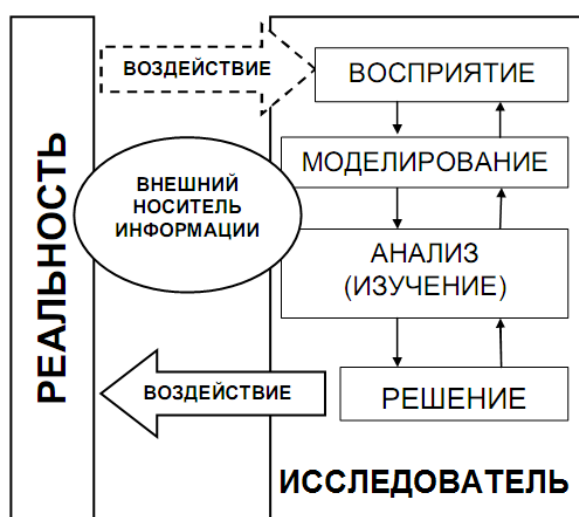 РЕАЛЬНОСТЬ
ВОЗДЕЙСТВИЕ
ВОСПРИЯТИЕ
МОДЕЛИРОВАНИЕ
ВНЕШНИЙ
НОСИТЕЛЬ
ИНФОРМАЦИИ
АНАЛИЗ
(ИЗУЧЕНИЕ)
ВОЗДЕЙСТВИЕ
РЕШЕНИЕ
ИССЛЕДОВАТЕЛЬ